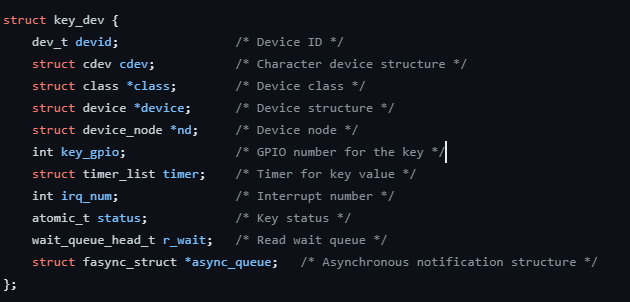 struct key_dev {
    dev_t devid;                /* Device ID */
    struct cdev cdev;           /* Character device structure */
    struct class *class;        /* Device class */
    struct device *device;      /* Device structure */
    struct device_node *nd;     /* Device node */
    int key_gpio;               /* GPIO number for the key */
    struct timer_list timer;    /* Timer for key value */
    int irq_num;                /* Interrupt number */
    atomic_t status;            /* Key status */
    wait_queue_head_t r_wait;   /* Read wait queue */
    struct fasync_struct *async_queue;   /* Asynchronous notification structure */
};